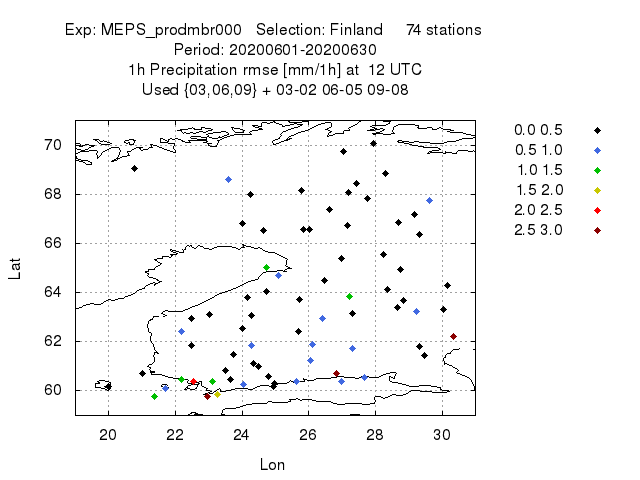 Exp: MEPS_prodmbr000 Selection: Finland 74 stations
Period: 20200601-20200630
1h Precipitation rmse [mm/1h] at 12 UTC
Used {03,06,09} + 03-02 06-05 09-08
0.0 0.5
0.5 1.0
1.0 1.5
1.5 2.0
2.0 2.5
2.5 3.0
70
68
66
64
62
60
Lat
20 22 24 26 28 30
Lon